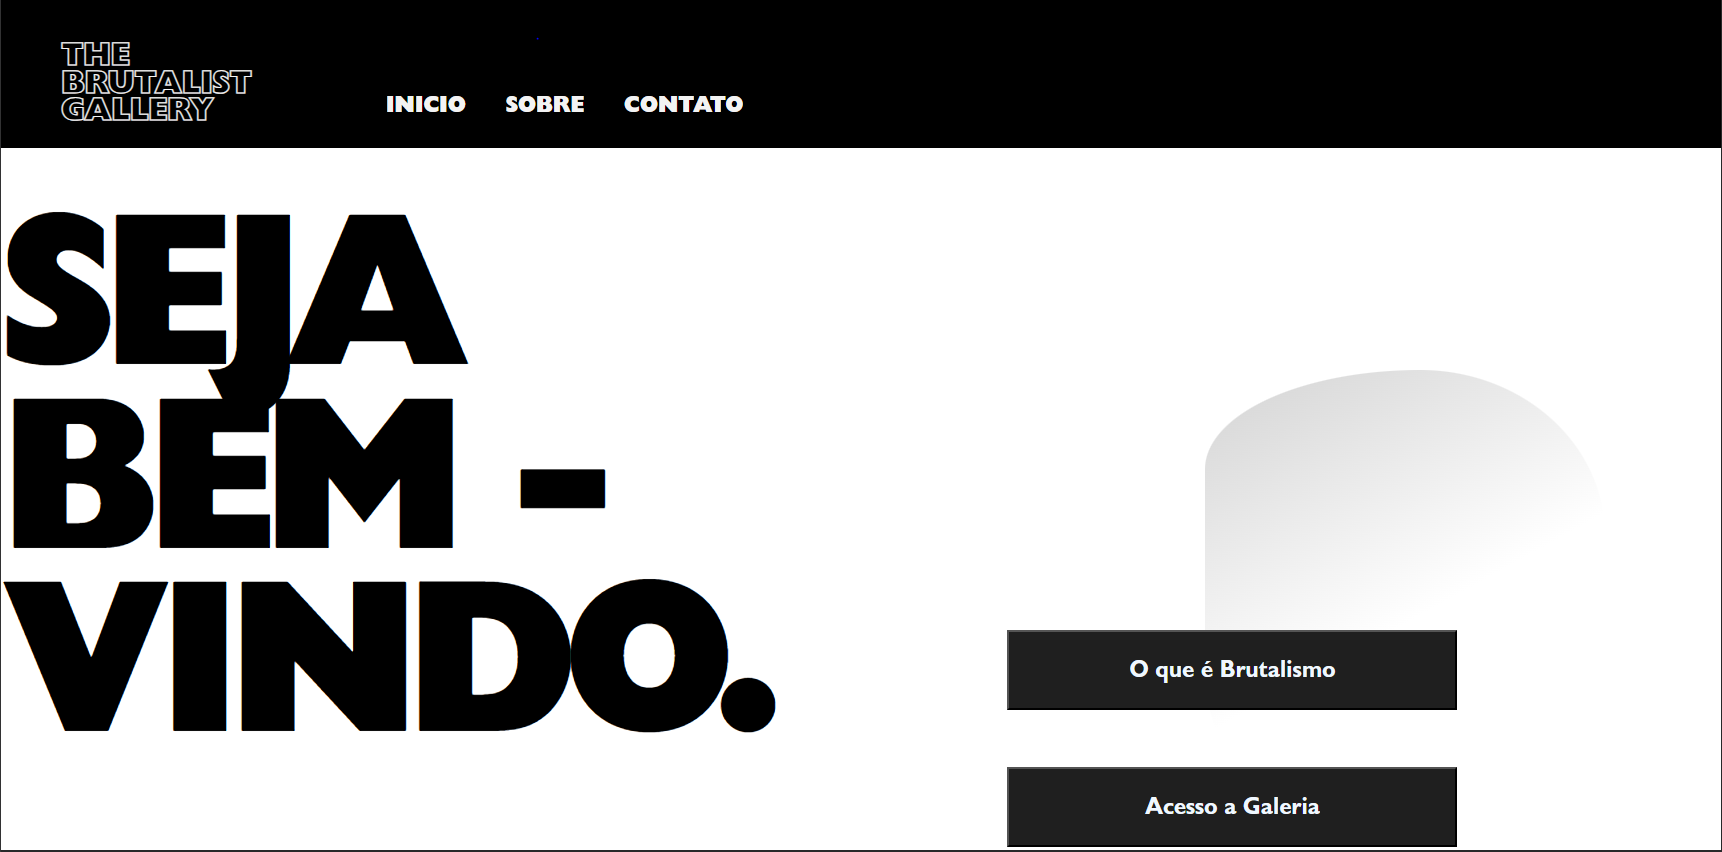 THE
BRUTALIST
GALLERY
INICIO SOBRE CONTATO
SEJA
BEM -
VINDO.
O que é Brutalismo
Acesso a Galeria